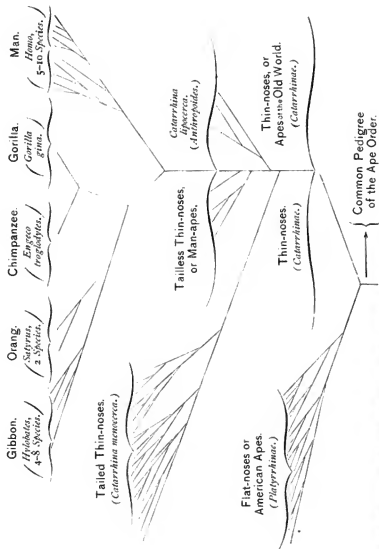 Gibbon.
(Hylobates,
4-8 Species.)
Orang.
(Satyrus,
2 Species.)
Chimpanzee.
(Engeco
troglodytes.)
Gorilla.
(Gorilla
gina.)
Man.
(Homo,
5-10 Species.)
Tailed Thin-noses.
(Catarrhina menocerca.)
Tailless Thin-noses,
or Man-apes,
Catarrhina
lipocerca.
(Anthropoides.)
Flat-noses or
American Apes.
(Platyrrhinae.)
Thin-noses.
(Catarrhinae.)
Thin-noses, or
Apes of the Old World.
(Catarrhinae.)
Common Pedigree
of the Ape Order.